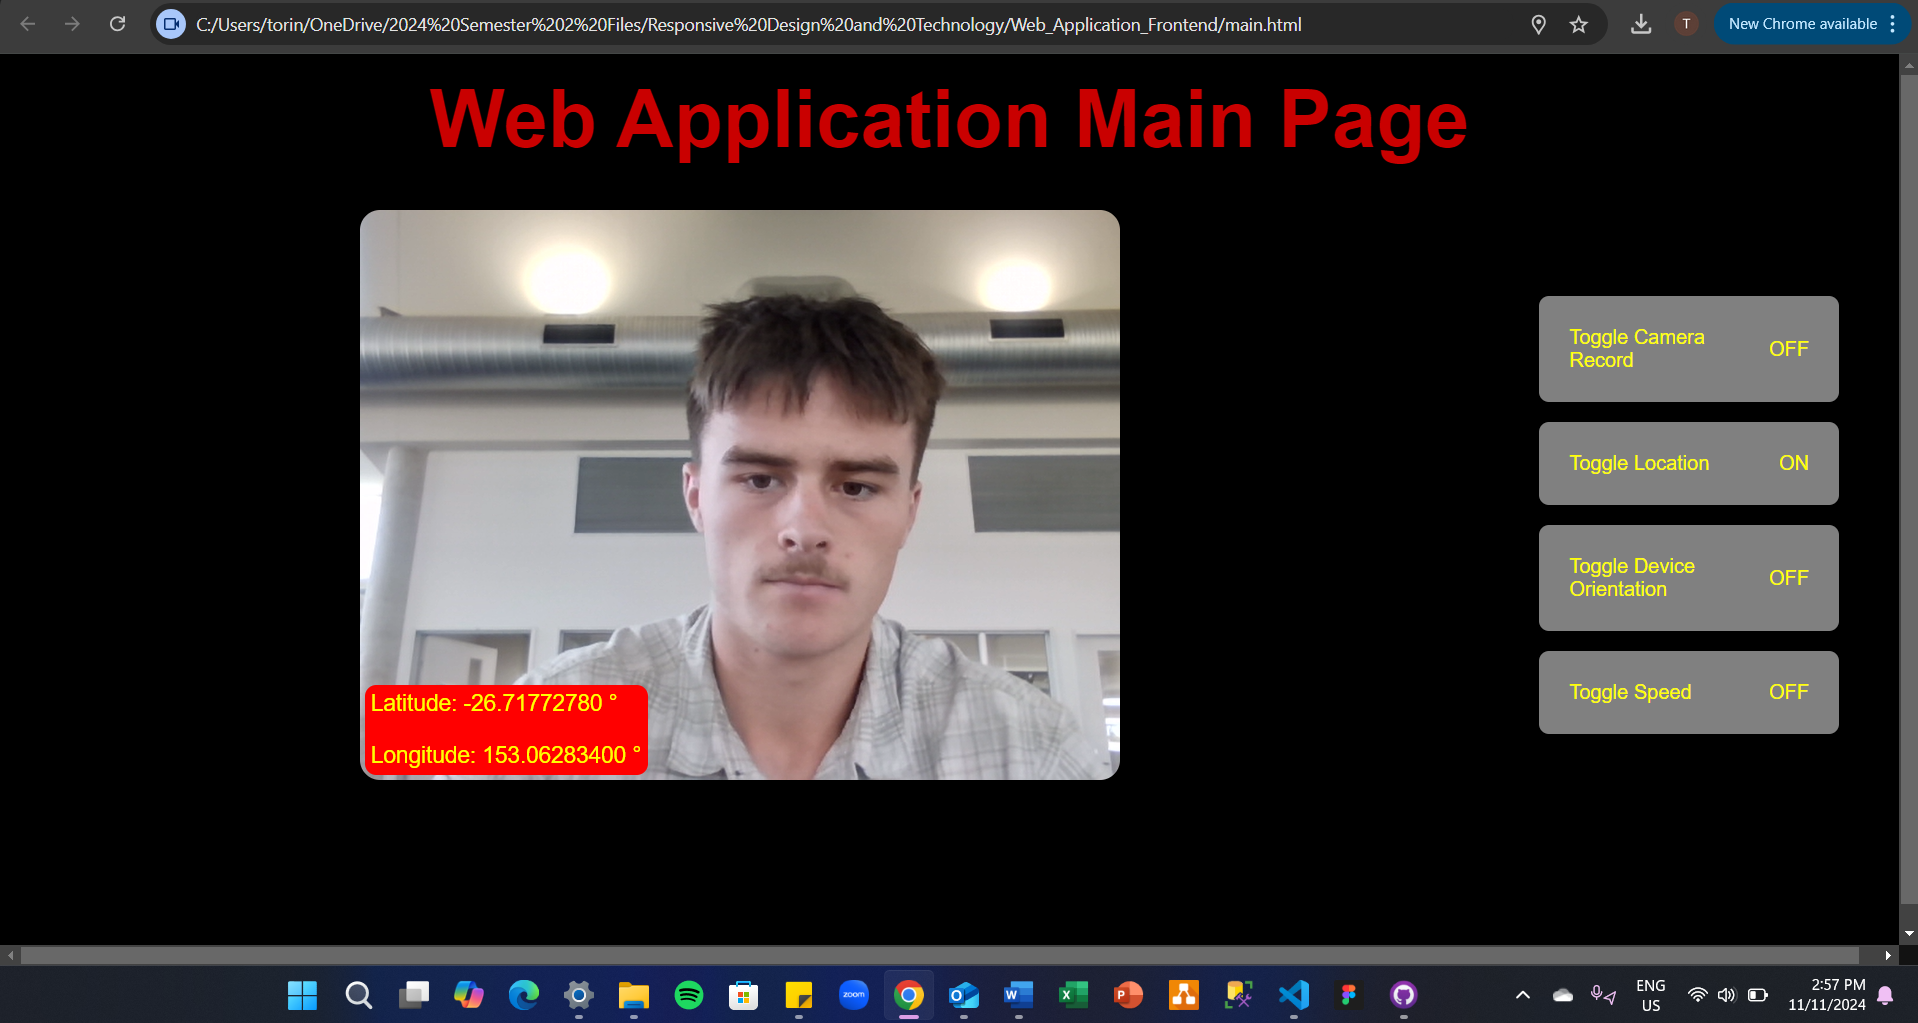 C:/Users/torin/OneDrive/2024%20Semester%202%20Files/Responsive%20Design%20and%20Technology/Web_Application_Frontend/main.html
T
New Chrome available
Web Application Main Page
Toggle Camera
Record
OFF
Toggle Location
ON
Toggle Device
Orientation
OFF
Toggle Speed
OFF
Latitude: -26.71772780 °
Longitude: 153.06283400 °
zoom
O
W
X
P
ENG
US
2:57 PM
11/11/2024